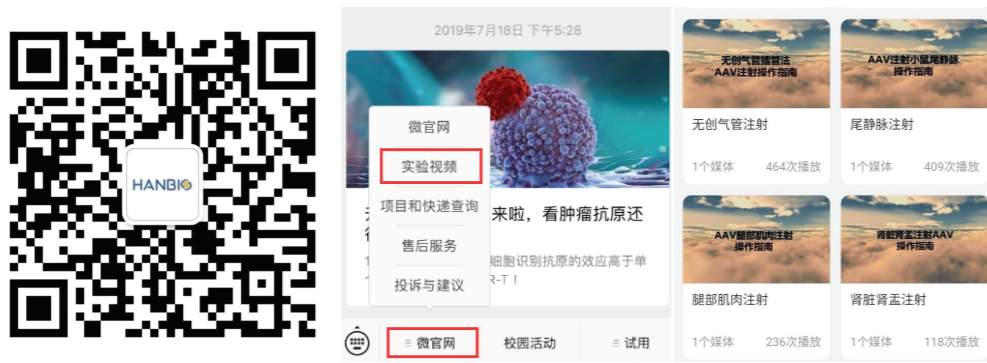 HANBIO
2019年7月18日 下午5:28
微官网
实验视频
项目和快递查询
来啦，看肿瘤抗原还
售后服务
细胞识别抗原的效应高于单
投诉与建议
R-T！
微官网
校园活动
试用
无创气管插管法
AAV注射操作指南
无创气管注射
1个媒体 464次播放
AAV注射小鼠尾静脉
操作指南
尾静脉注射
1个媒体 409次播放
AAV腿部肌肉注射
操作指南
腿部肌肉注射
1个媒体 236次播放
肾脏肾盂注射AAV
操作指南
肾脏肾盂注射
1个媒体 118次播放